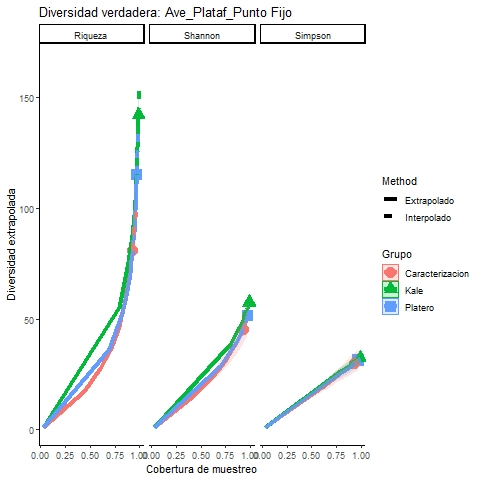 Diversidad verdadera: Ave_Plataf_Punto Fijo
Riqueza
Shannon
Simpson
Diversidad extrapolada
150
100
50
0
0.00 0.25 0.50 0.75 1.00
0.00 0.25 0.50 0.75 1.00
0.00 0.25 0.50 0.75 1.00
Cobertura de muestreo
Method
Extrapolado
Interpolado
Grupo
Caracterizacion
Kale
Platero